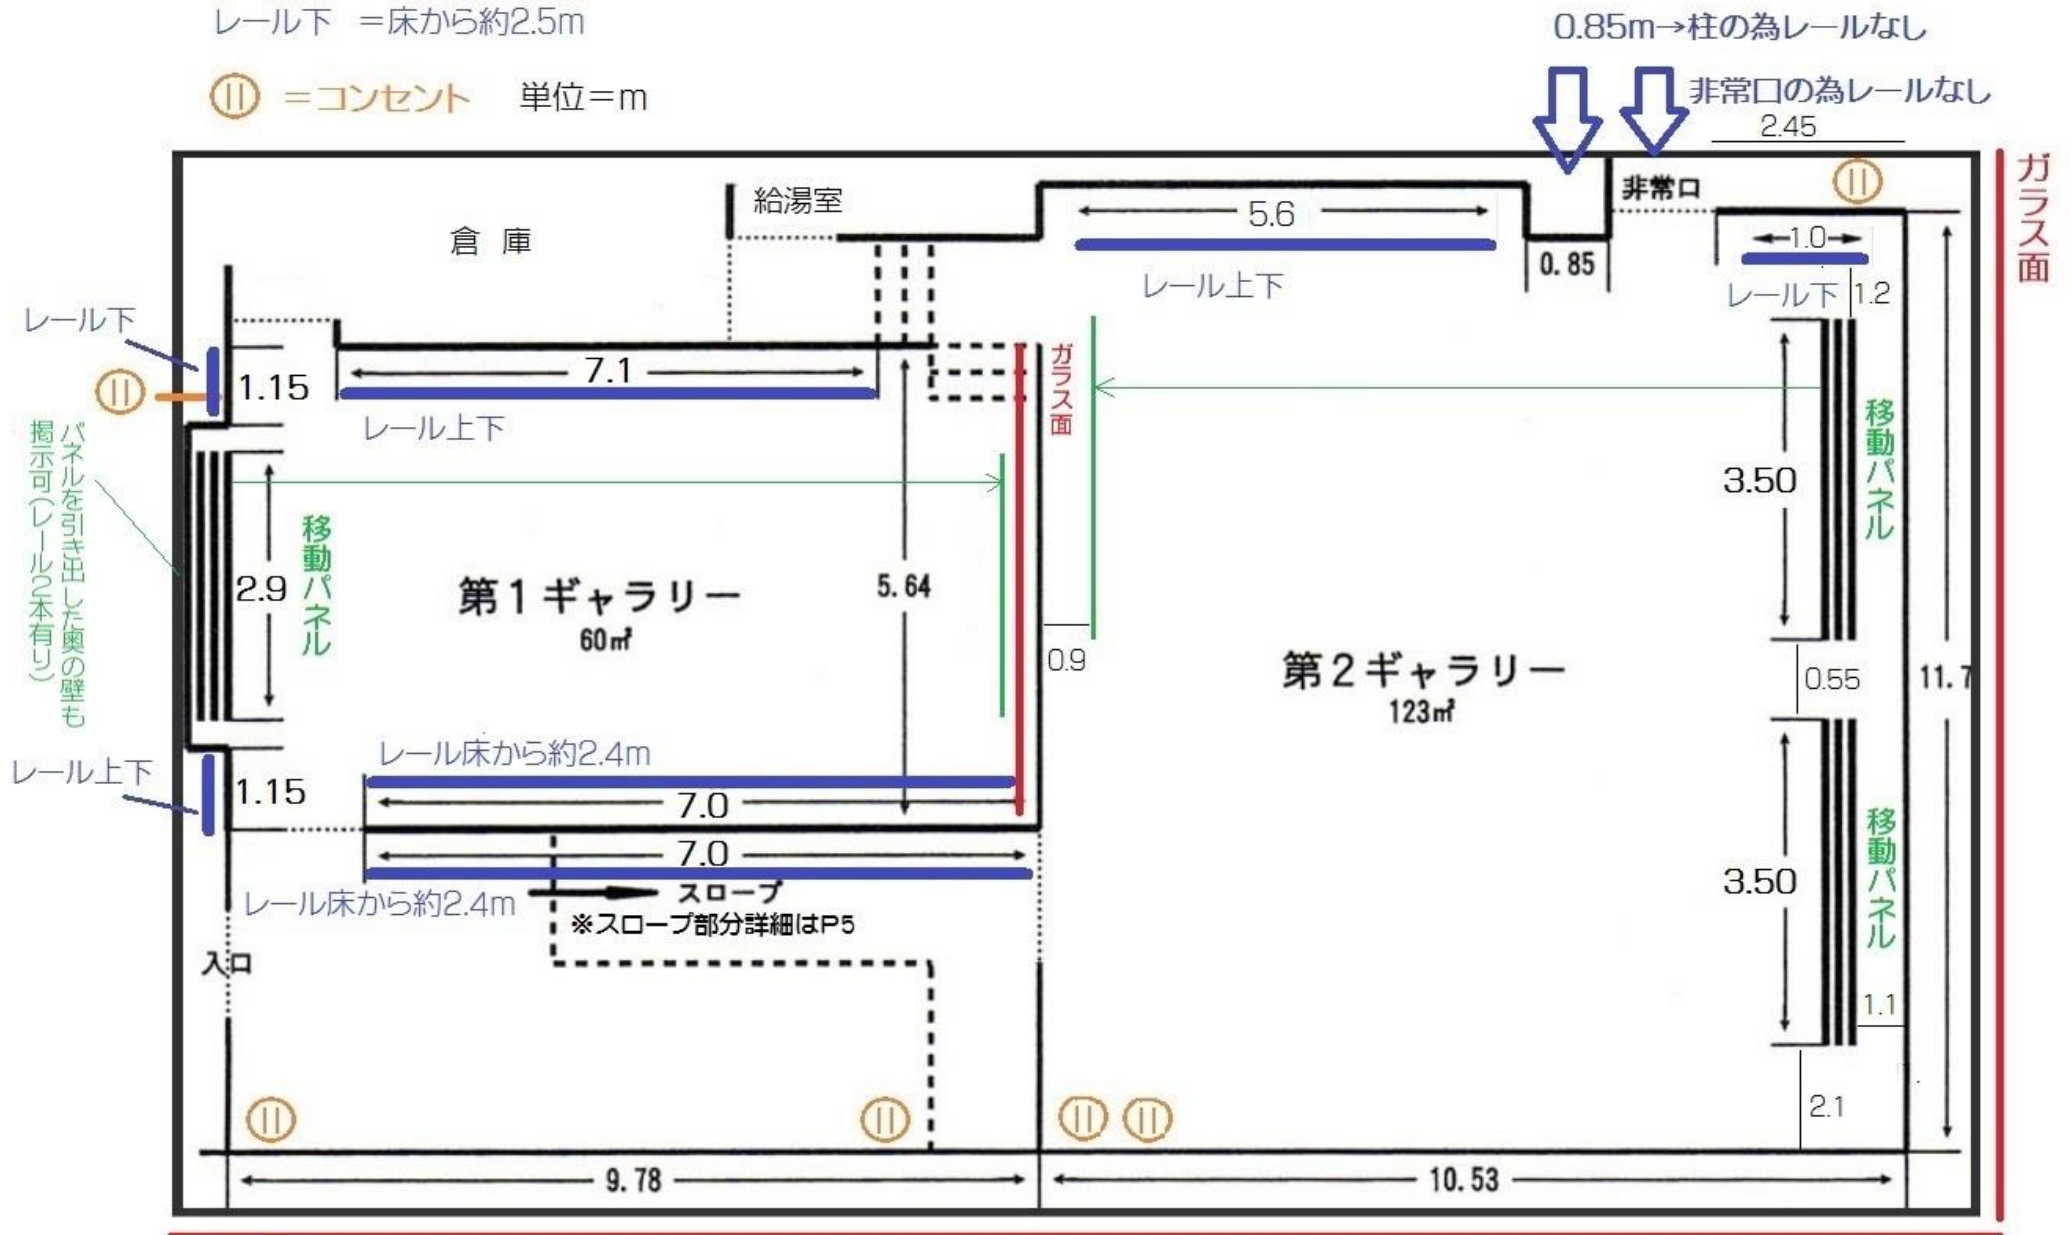 レール下 =床から約2.5m
0.85m→柱の為レールなし
=コンセント 単位=m
非常口の為レールなし
2.45
ガラス面
給湯室
非常口
倉 庫
5.6
1.0
0.85
レール上下
レール下
1.2
レール下
1.15
7.1
レール上下
ガラス面
移動パネル
3.50
パネルを引き出した奥の壁も
掲示可(レール2本有り)
移動パネル
2.9
第1ギャラリー
60㎡
5.64
0.9
第2ギャラリー
123㎡
0.55
11.7
レール上下
1.15
レール床から約2.4m
7.0
7.0
レール床から約2.4m
スロープ
※スロープ部分詳細はP5
3.50
移動パネル
入口
1.1
2.1
9.78
10.53